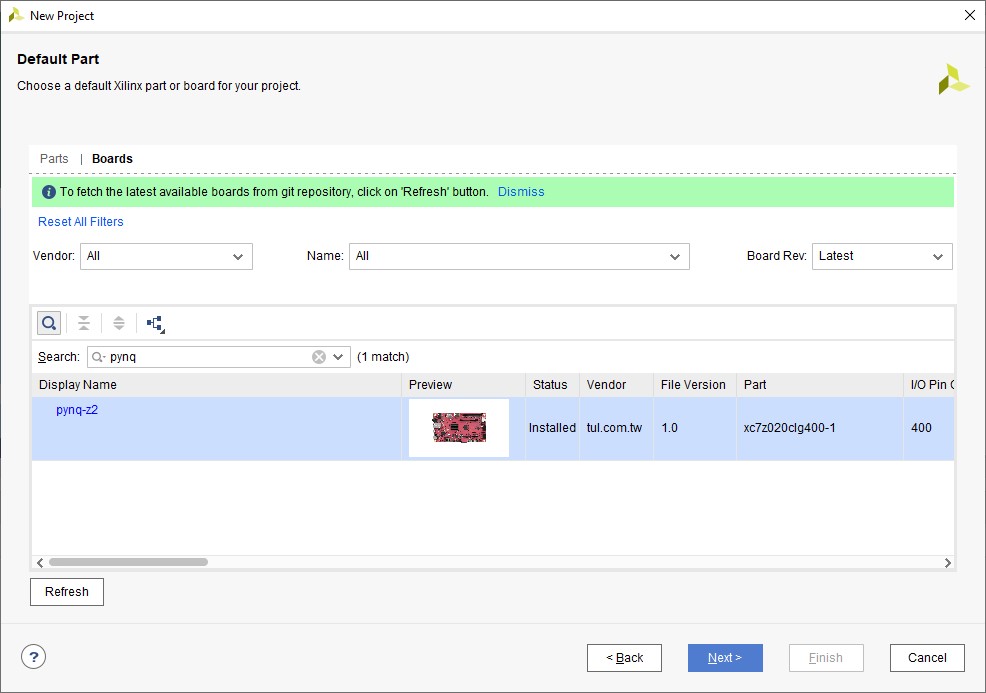 New Project
Default Part
Choose a default Xilinx part or board for your project.
Parts | Boards
To fetch the latest available boards from git repository, click on 'Refresh' button. Dismiss
Reset All Filters
Vendor: All Name: All Board Rev: Latest
Search: pynq (1 match)
Display Name Preview Status Vendor File Version Part I/O Pin C
pynq-z2 Installed tul.com.tw 1.0 xc7z020clg400-1 400
Refresh
? < Back Next > Finish Cancel